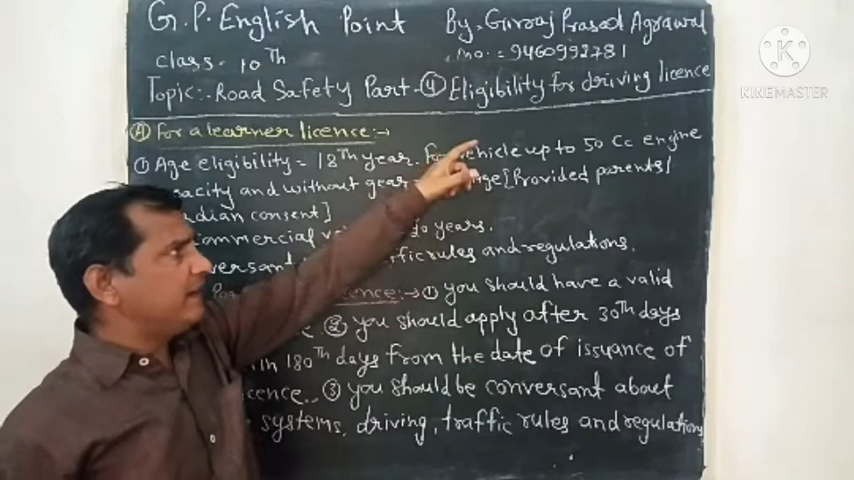 G.P. English Point By. Girraj Prasad Agrawal
Class:- 10th Mo.:= 9460992781
Topic:- Road Safety Part-④ Eligibility for driving licence
Ⓐ For a learner licence:→
① Age eligibility = 18th year. For vehicle up to 50 Cc engine
acity and without gear [Provided parents/
dian consent]
commercial years.
versant fic rules and regulations.
ence:→ ① you should have a valid
② you should apply after 30th days
in 180th days from the date of issuance of
cence.. ③ you should be conversant about
systems, driving, traffic rules and regulations
K
KINEMASTER